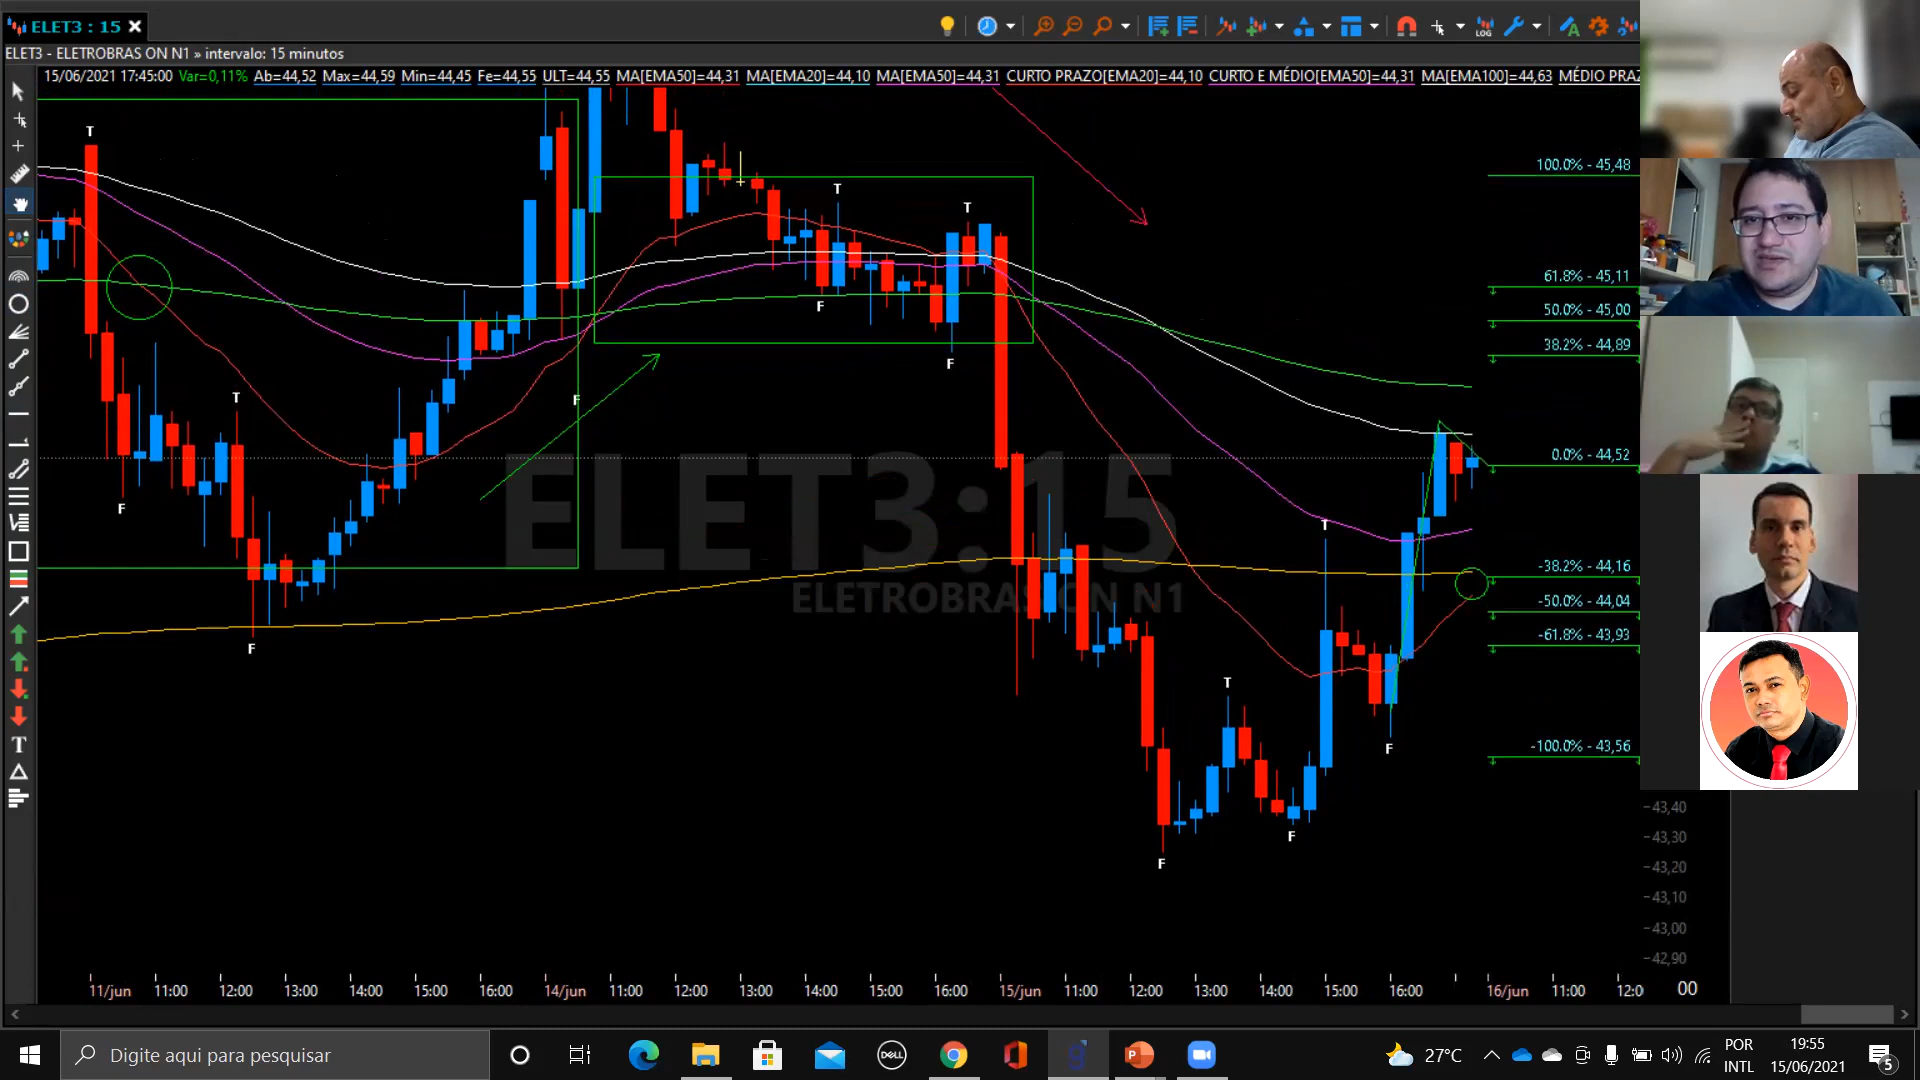 ELET3 : 15
ELET3 - ELETROBRAS ON N1 » intervalo: 15 minutos
15/06/2021 17:45:00 Var=0,11% Ab=44,52 Max=44,59 Min=44,45 Fe=44,55 ULT=44,55 MA[EMA50]=44,31 MA[EMA20]=44,10 MA[EMA50]=44,31 CURTO PRAZO[EMA20]=44,10 CURTO E MÉDIO[EMA50]=44,31 MA[EMA100]=44,63 MÉDIO PRAZ
LOG
T
T
T
T
T
T
F
F
F
F
F
F
F
F
100.0% - 45,48
61.8% - 45,11
50.0% - 45,00
38.2% - 44,89
0.0% - 44,52
-38.2% - 44,16
-50.0% - 44,04
-61.8% - 43,93
-100.0% - 43,56
ELET3:15
ELETROBRAS ON N1
43,40
43,30
43,20
43,10
43,00
42,90
11/jun 11:00 12:00 13:00 14:00 15:00 16:00 14/jun 11:00 12:00 13:00 14:00 15:00 16:00 15/jun 11:00 12:00 13:00 14:00 15:00 16:00 16/jun 11:00 12:0 00
Digite aqui para pesquisar
DELL
27°C
POR
INTL
19:55
15/06/2021
5